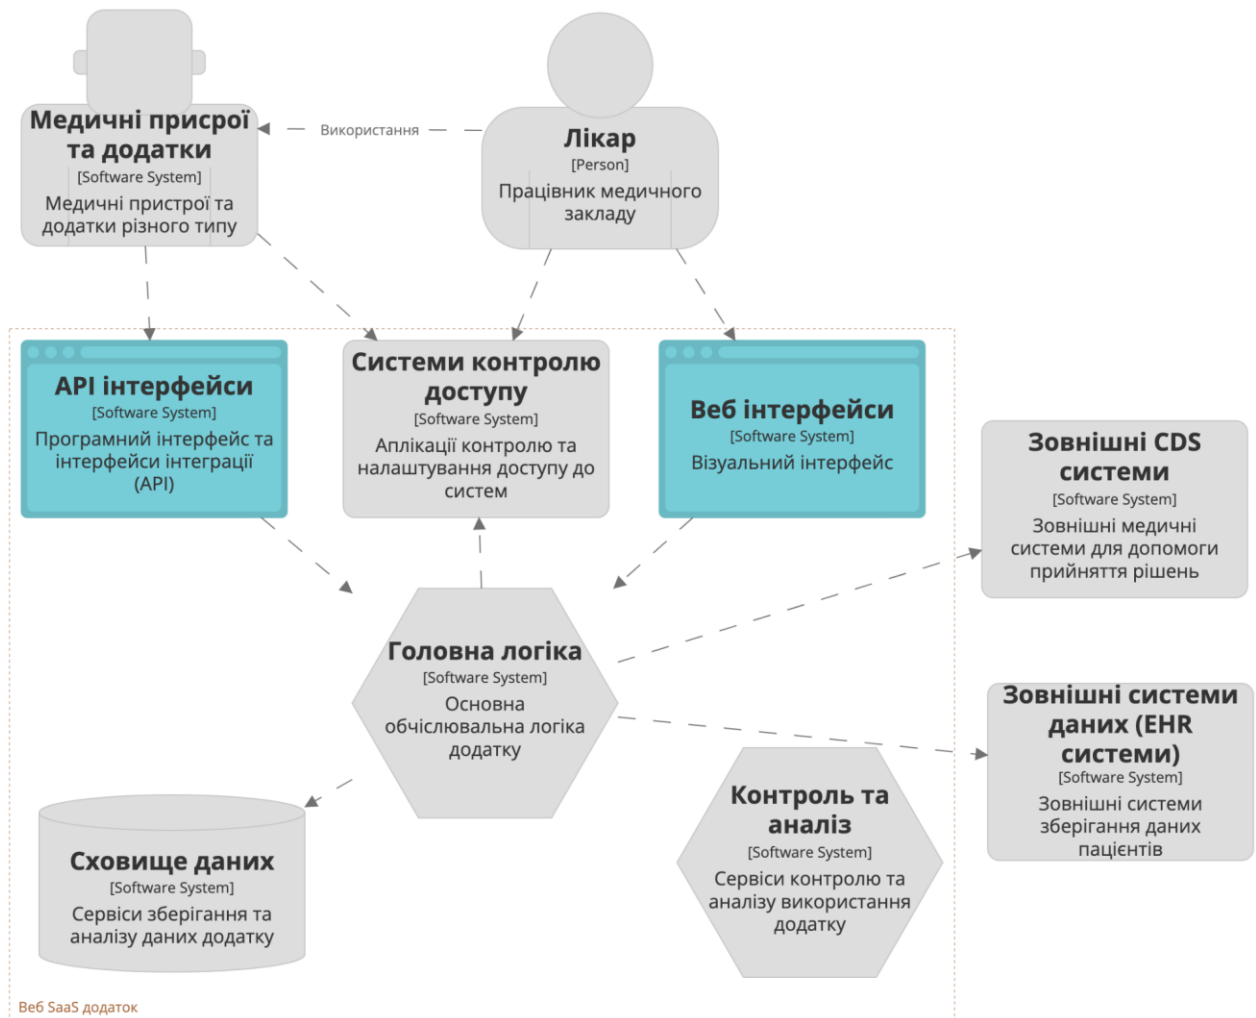 Медичні присрої
та додатки
[Software System]
Медичні пристрої та
додатки різного типу
Використання
Лікар
[Person]
Працівник медичного
закладу
API інтерфейси
[Software System]
Програмний інтерфейс та
інтерфейси інтеграції
(API)
Системи контролю
доступу
[Software System]
Аплікації контролю та
налаштування доступу до
систем
Веб інтерфейси
[Software System]
Візуальний інтерфейс
Зовнішні CDS
системи
[Software System]
Зовнішні медичні
системи для допомоги
прийняття рішень
Головна логіка
[Software System]
Основна
обчіслювальна логіка
додатку
Зовнішні системи
даних (EHR
системи)
[Software System]
Зовнішні системи
зберігання даних
пацієнтів
Контроль та
аналіз
[Software System]
Сервіси контролю та
аналізу використання
додатку
Сховище даних
[Software System]
Сервіси зберігання та
аналізу даних додатку
Веб SaaS додаток